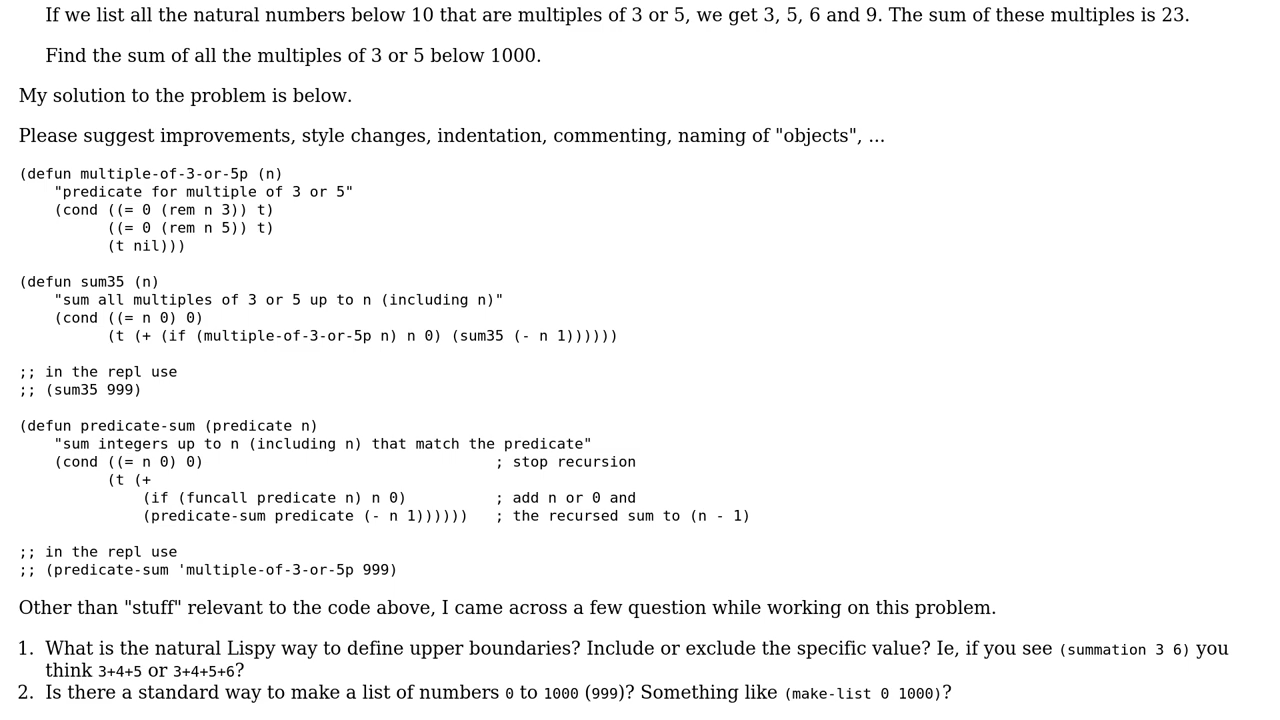 If we list all the natural numbers below 10 that are multiples of 3 or 5, we get 3, 5, 6 and 9. The sum of these multiples is 23.
Find the sum of all the multiples of 3 or 5 below 1000.
My solution to the problem is below.
Please suggest improvements, style changes, indentation, commenting, naming of "objects", ...
(defun multiple-of-3-or-5p (n)
    "predicate for multiple of 3 or 5"
    (cond ((= 0 (rem n 3)) t)
          ((= 0 (rem n 5)) t)
          (t nil)))
(defun sum35 (n)
    "sum all multiples of 3 or 5 up to n (including n)"
    (cond ((= n 0) 0)
          (t (+ (if (multiple-of-3-or-5p n) n 0) (sum35 (- n 1))))))
;; in the repl use
;; (sum35 999)
(defun predicate-sum (predicate n)
    "sum integers up to n (including n) that match the predicate"
    (cond ((= n 0) 0)                                 ; stop recursion
          (t (+
              (if (funcall predicate n) n 0)          ; add n or 0 and
              (predicate-sum predicate (- n 1))))))   ; the recursed sum to (n - 1)
;; in the repl use
;; (predicate-sum 'multiple-of-3-or-5p 999)
Other than "stuff" relevant to the code above, I came across a few question while working on this problem.
1. What is the natural Lispy way to define upper boundaries? Include or exclude the specific value? Ie, if you see (summation 3 6) you
think 3+4+5 or 3+4+5+6?
2. Is there a standard way to make a list of numbers 0 to 1000 (999)? Something like (make-list 0 1000)?